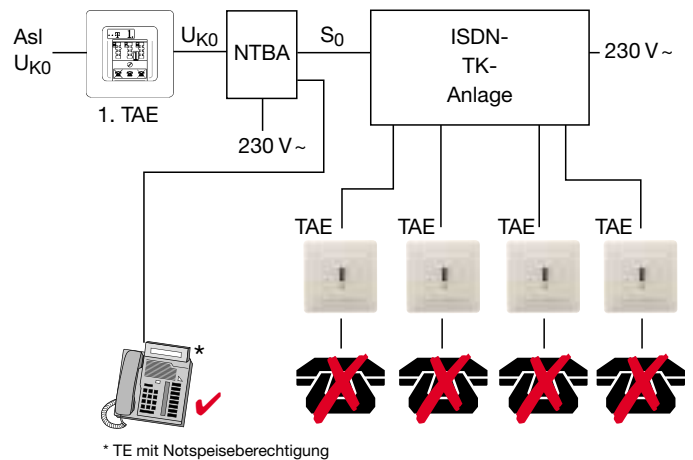 Asl
UK0
1.
1. TAE
UK0
NTBA
S0
ISDN-
TK-
Anlage
230 V~
230 V~
TAE
TAE
TAE
TAE
*
* TE mit Notspeiseberechtigung